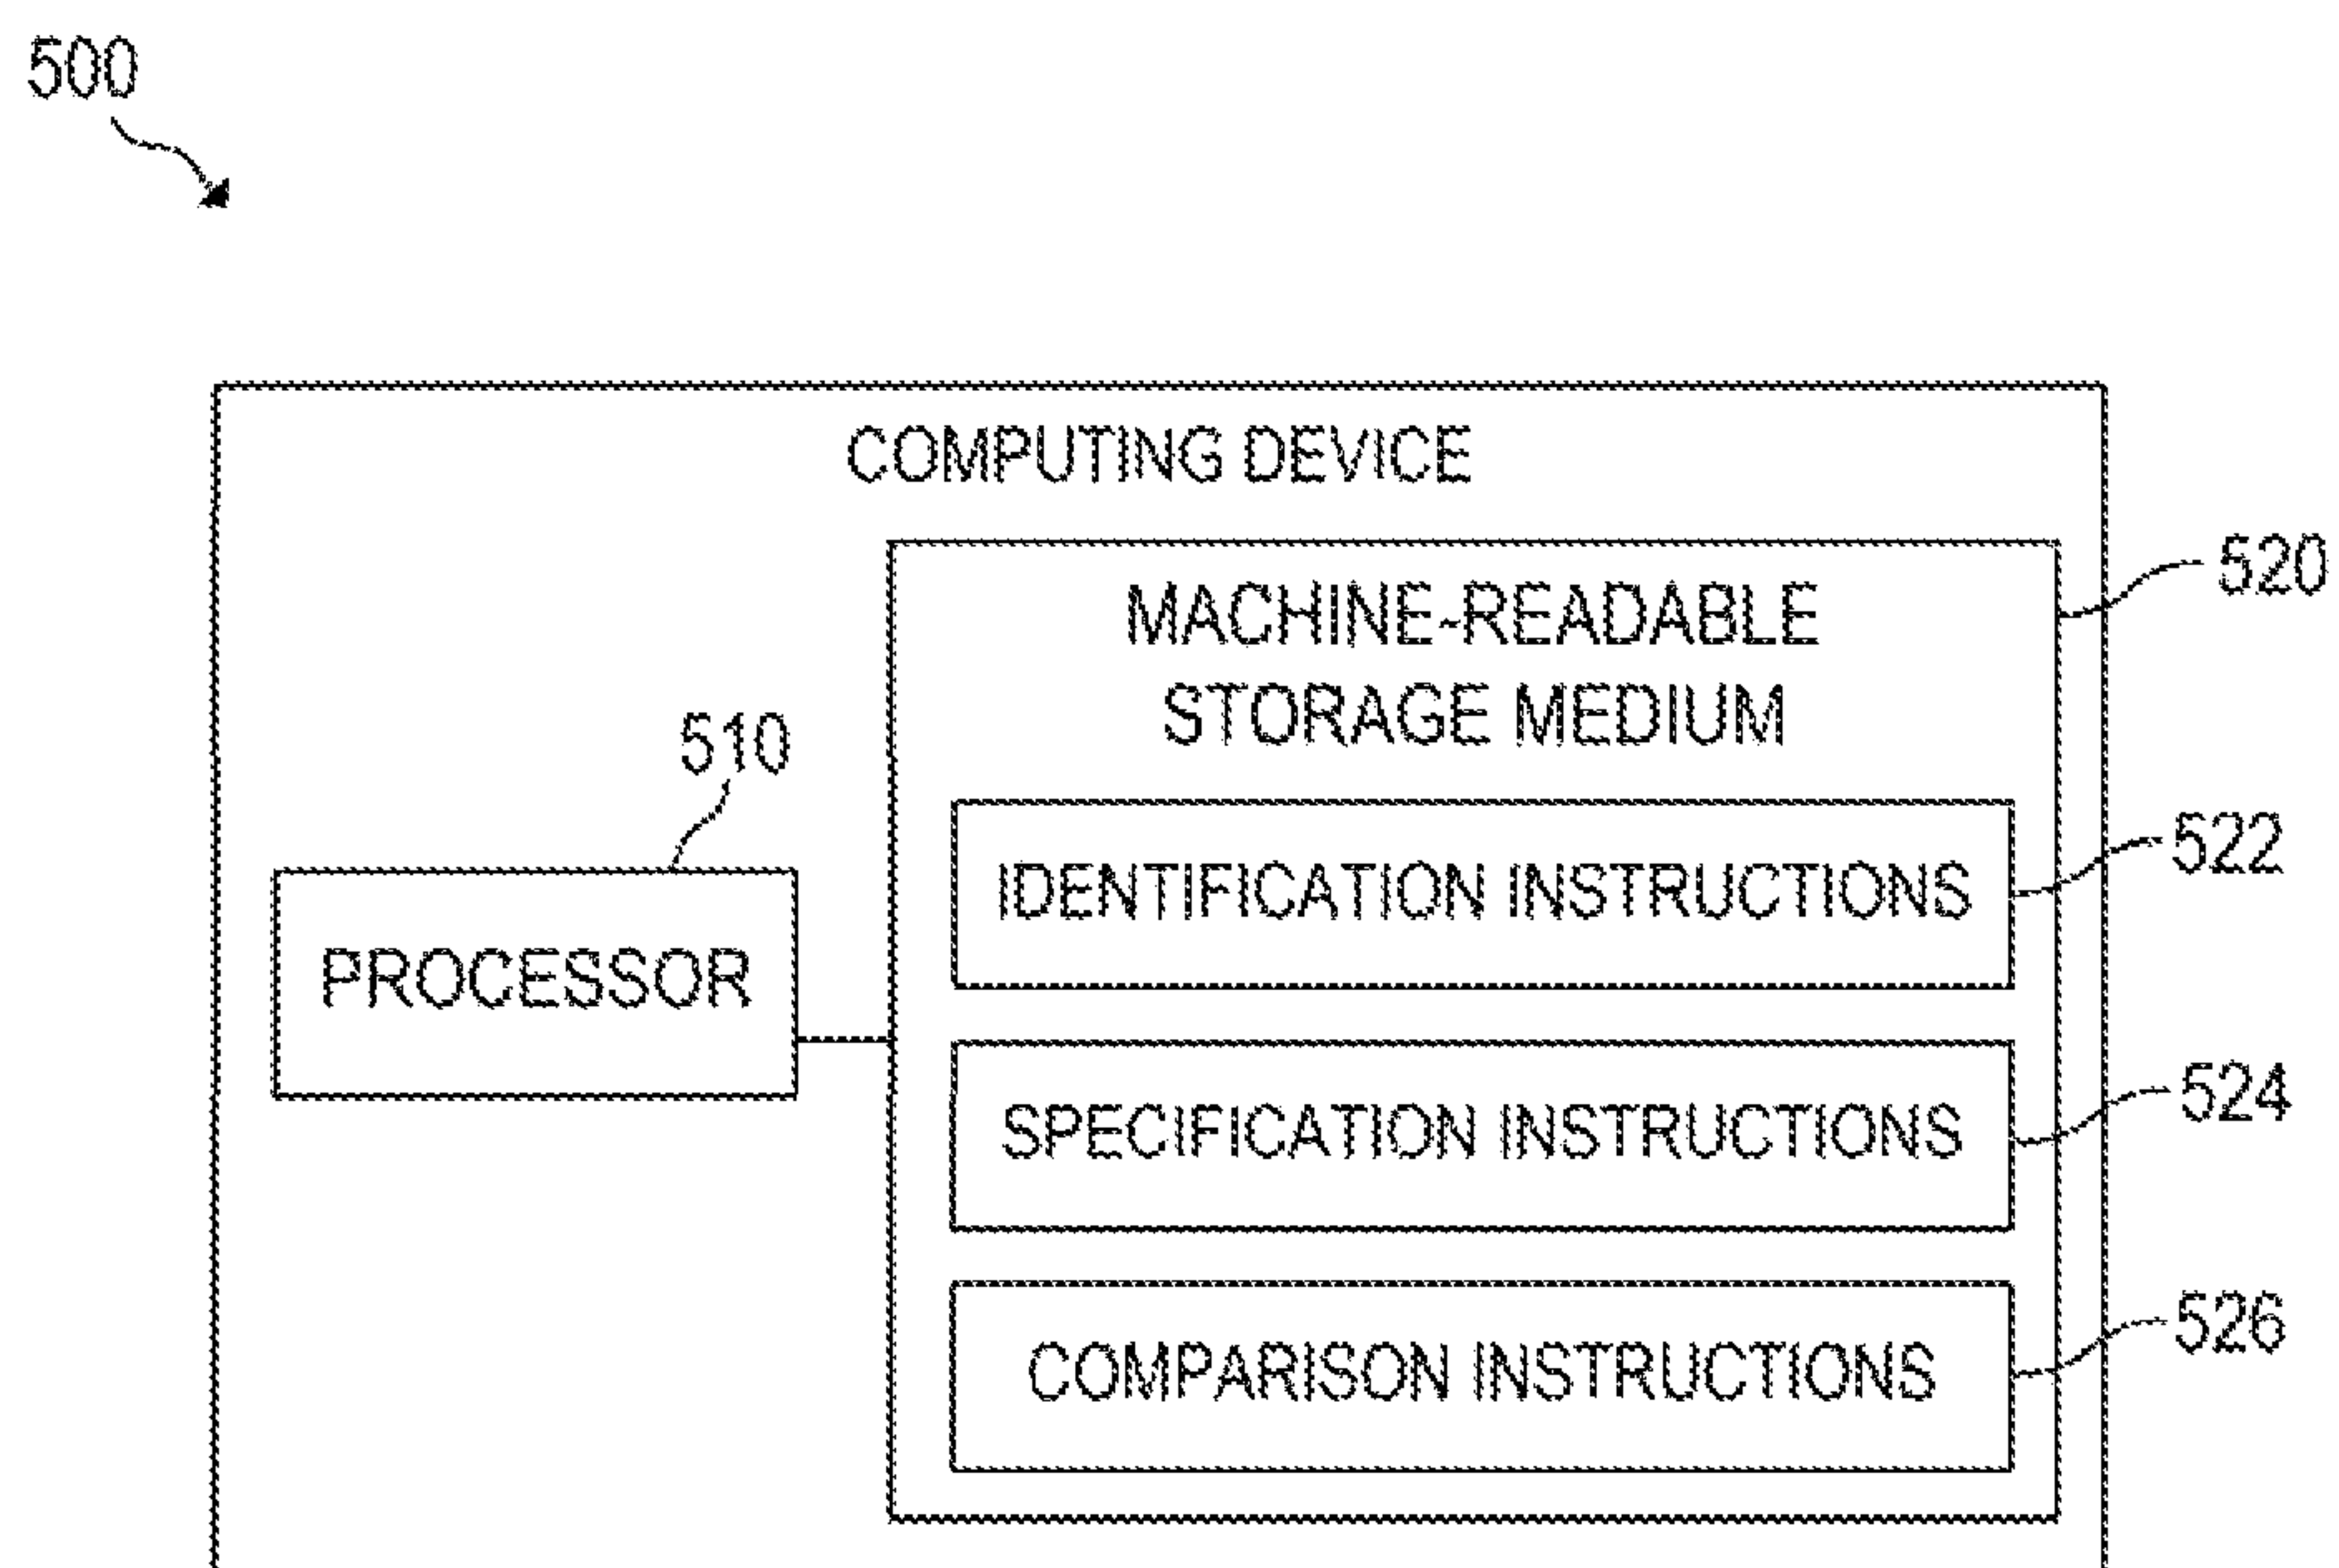 500
COMPUTING DEVICE
520
MACHINE-READABLE
STORAGE MEDIUM
510
522
IDENTIFICATION INSTRUCTIONS
PROCESSOR
524
SPECIFICATION INSTRUCTIONS
526
COMPARISON INSTRUCTIONS